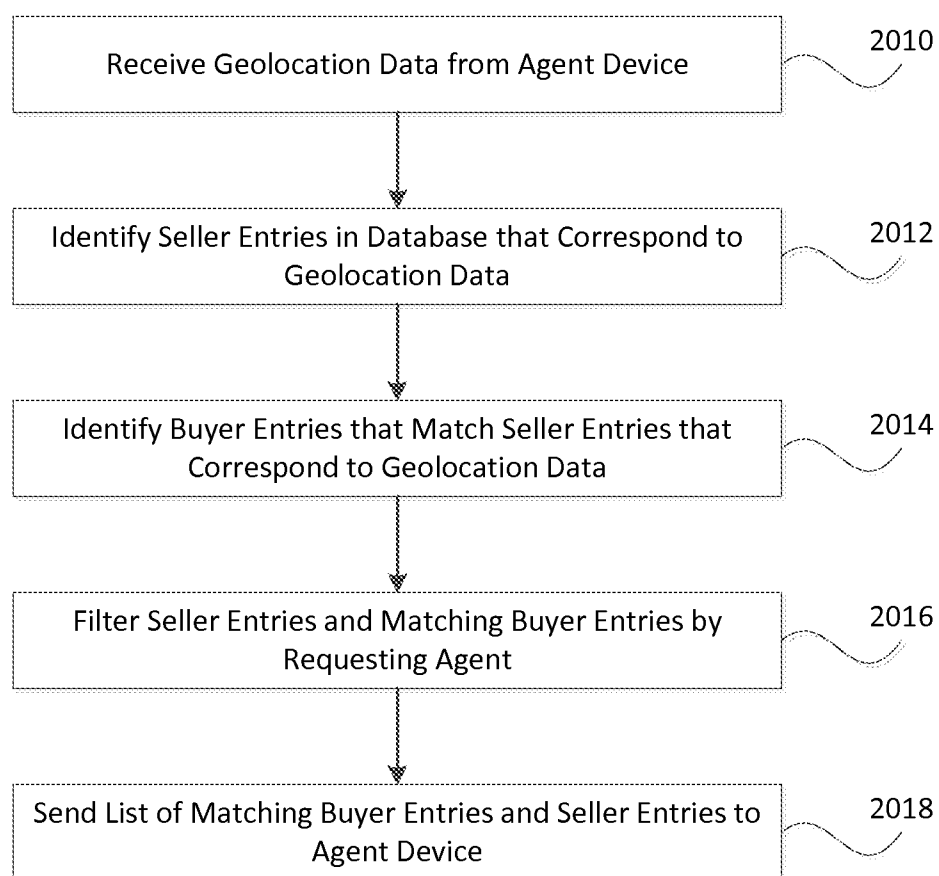 Receive Geolocation Data from Agent Device
2010
Identify Seller Entries in Database that Correspond to
Geolocation Data
2012
Identify Buyer Entries that Match Seller Entries that
Correspond to Geolocation Data
2014
Filter Seller Entries and Matching Buyer Entries by
Requesting Agent
2016
Send List of Matching Buyer Entries and Seller Entries to
Agent Device
2018